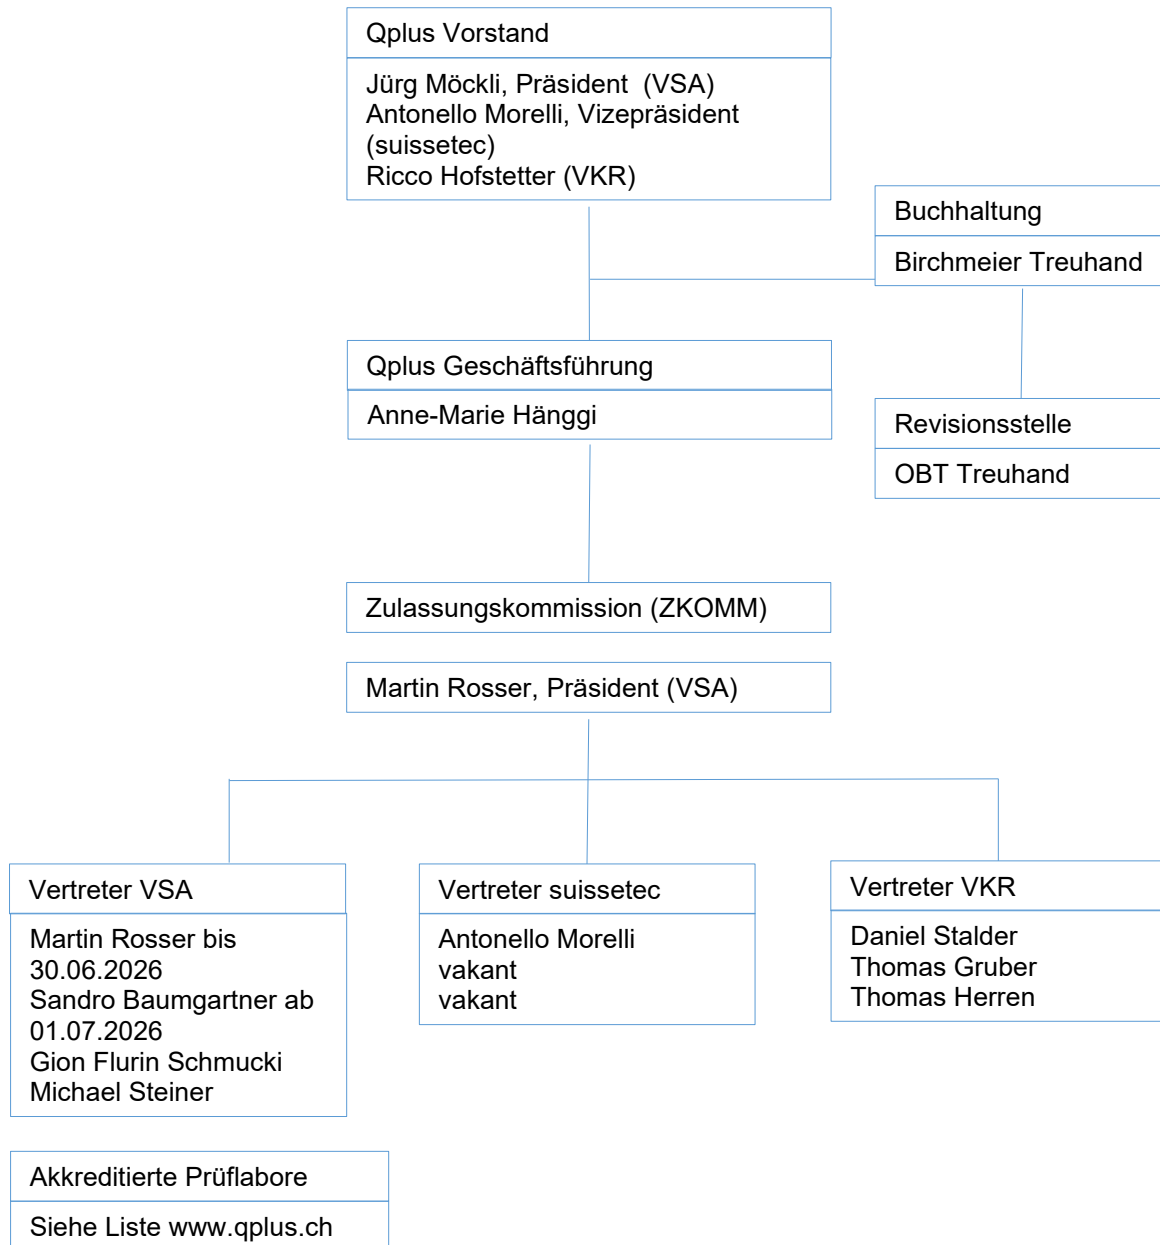 Qplus Vorstand
Jürg Möckli, Präsident  (VSA)
Antonello Morelli, Vizepräsident
(suissetec)
Ricco Hofstetter (VKR)
Buchhaltung
Birchmeier Treuhand
Qplus Geschäftsführung
Anne-Marie Hänggi
Revisionsstelle
OBT Treuhand
Zulassungskommission (ZKOMM)
Martin Rosser, Präsident (VSA)
Vertreter VSA
Martin Rosser bis
30.06.2026
Sandro Baumgartner ab
01.07.2026
Gion Flurin Schmucki
Michael Steiner
Vertreter suissetec
Antonello Morelli
vakant
vakant
Vertreter VKR
Daniel Stalder
Thomas Gruber
Thomas Herren
Akkreditierte Prüflabore
Siehe Liste www.qplus.ch